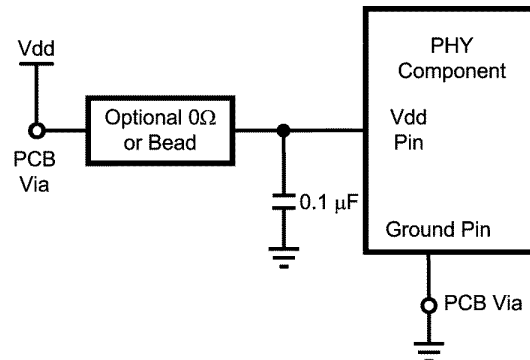 Vdd
PCB
Via
Optional 0Ω
or Bead
0.1 μF
PHY
Component
Vdd
Pin
Ground Pin
PCB Via